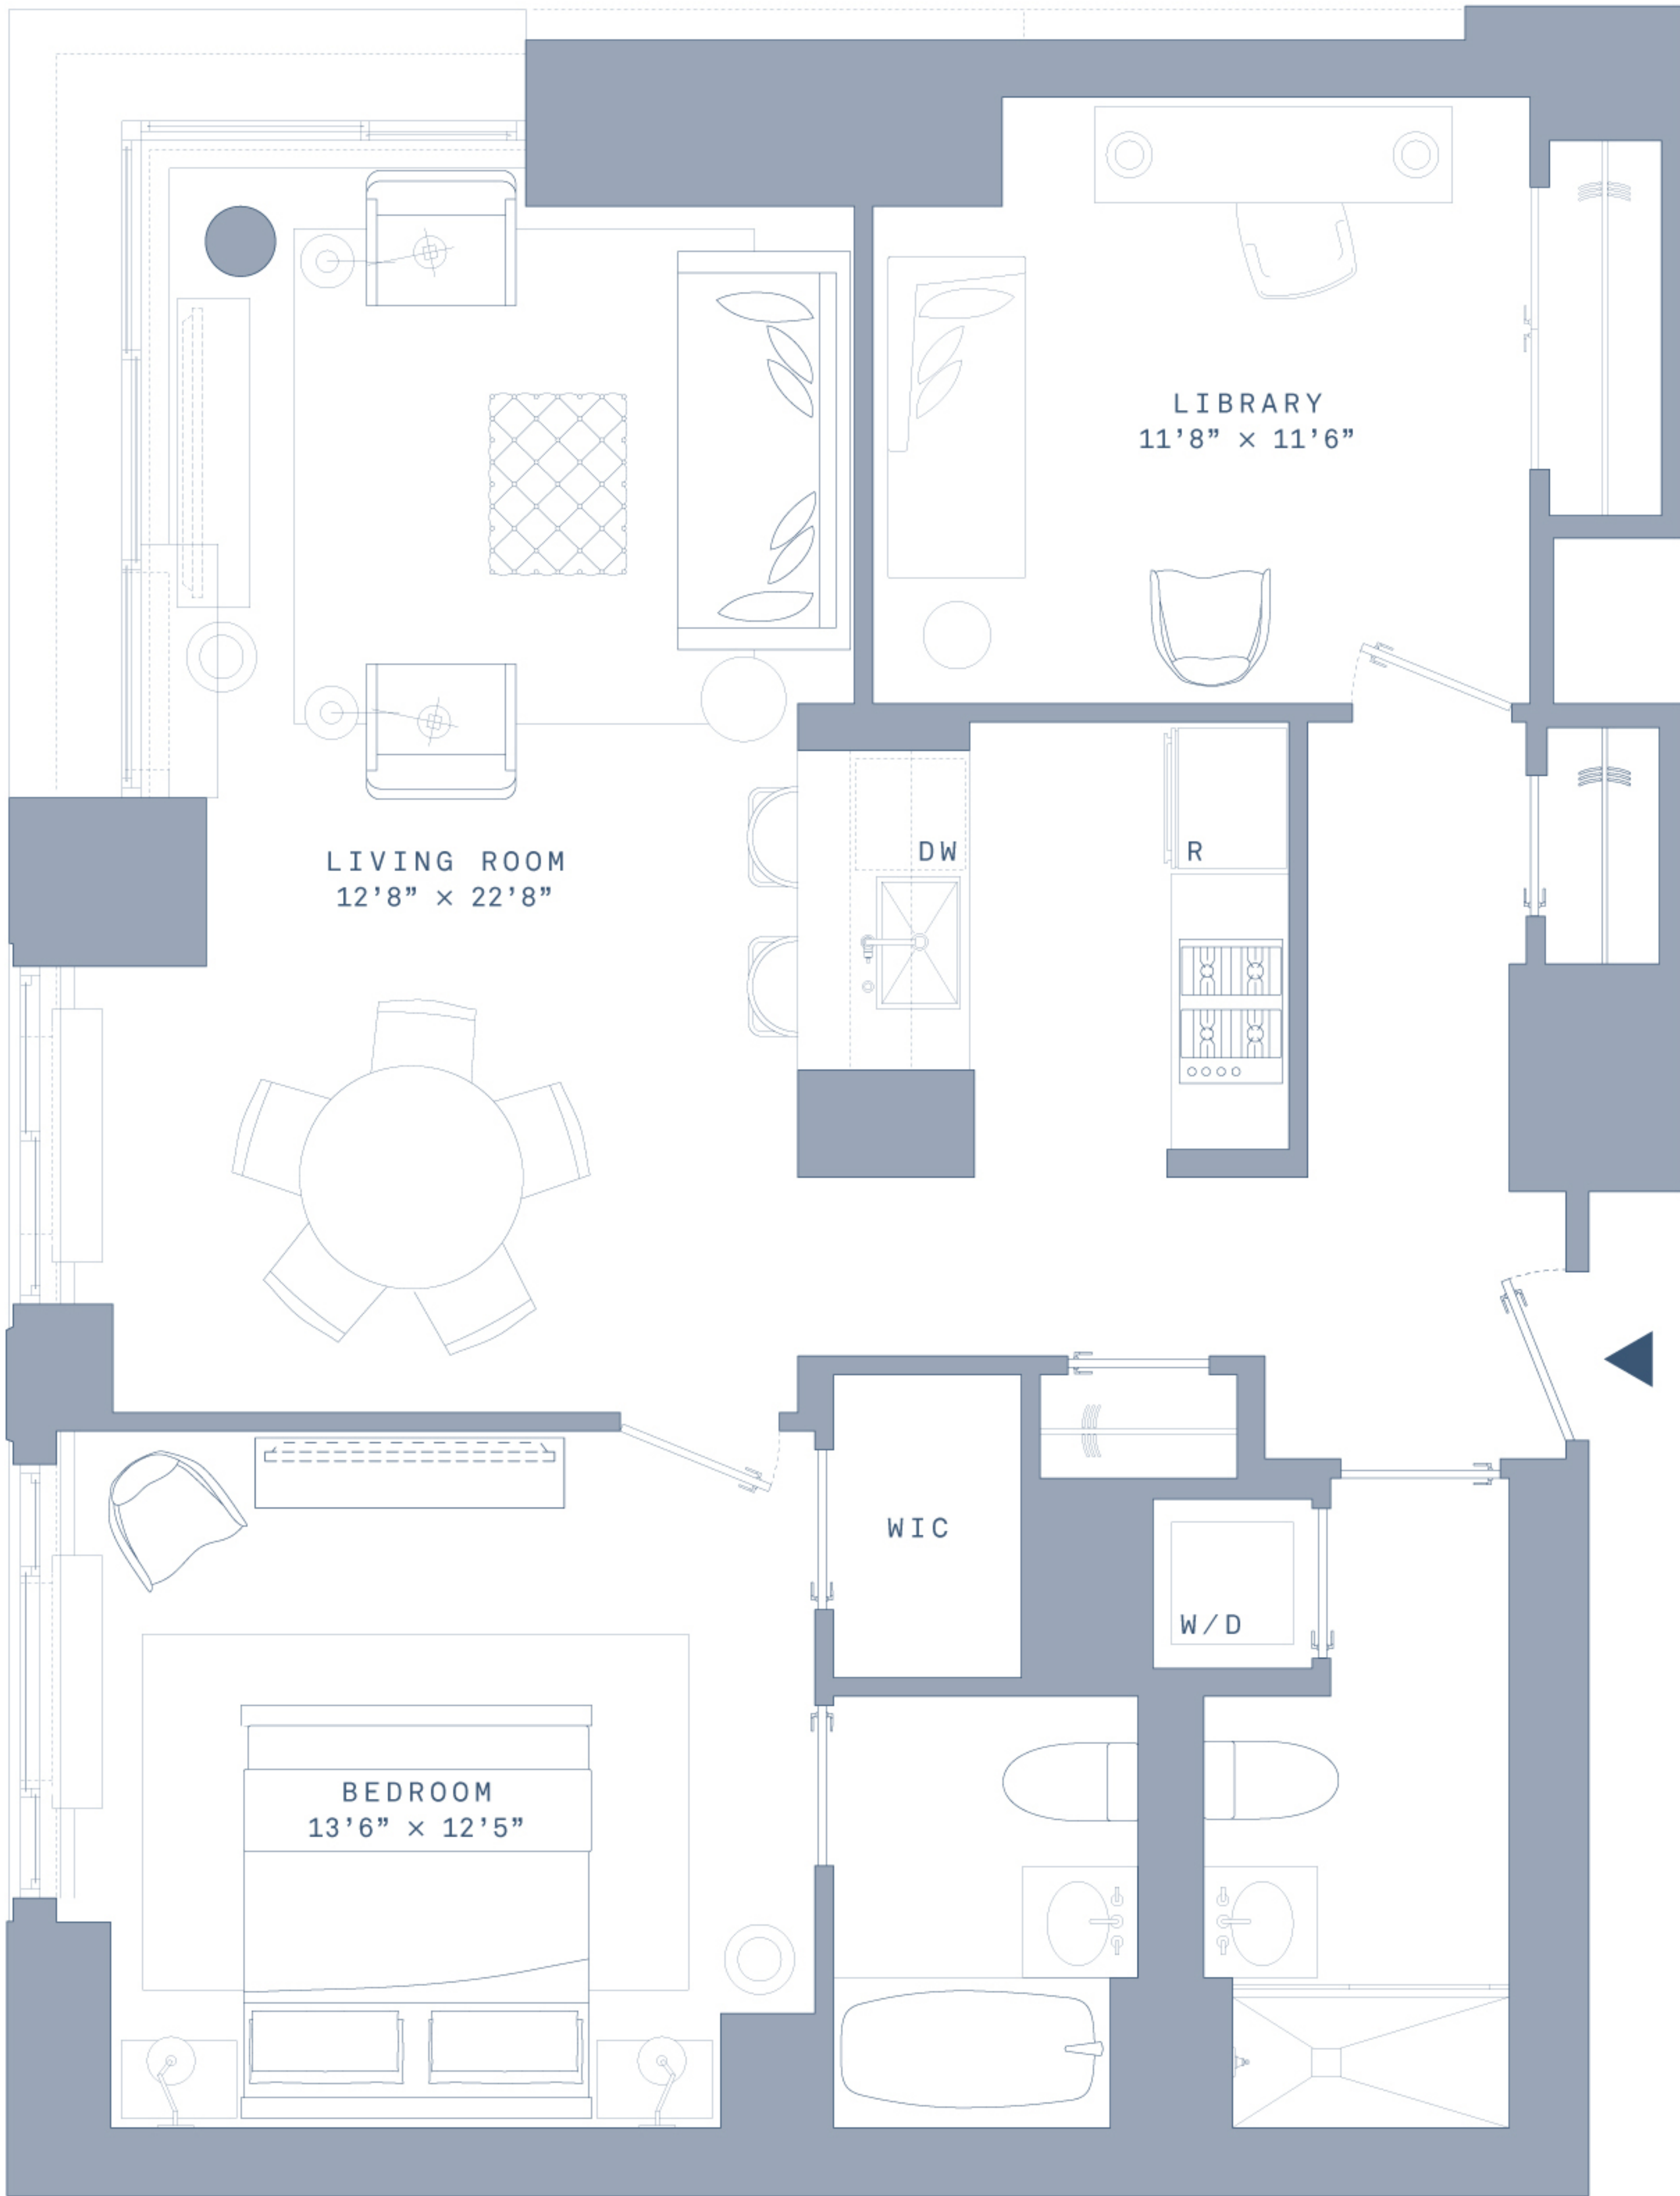 LIBRARY
11’8” × 11’6”
DW
R
LIVING ROOM
12’8” × 22’8”
WIC
W/D
BEDROOM
13’6” × 12’5”